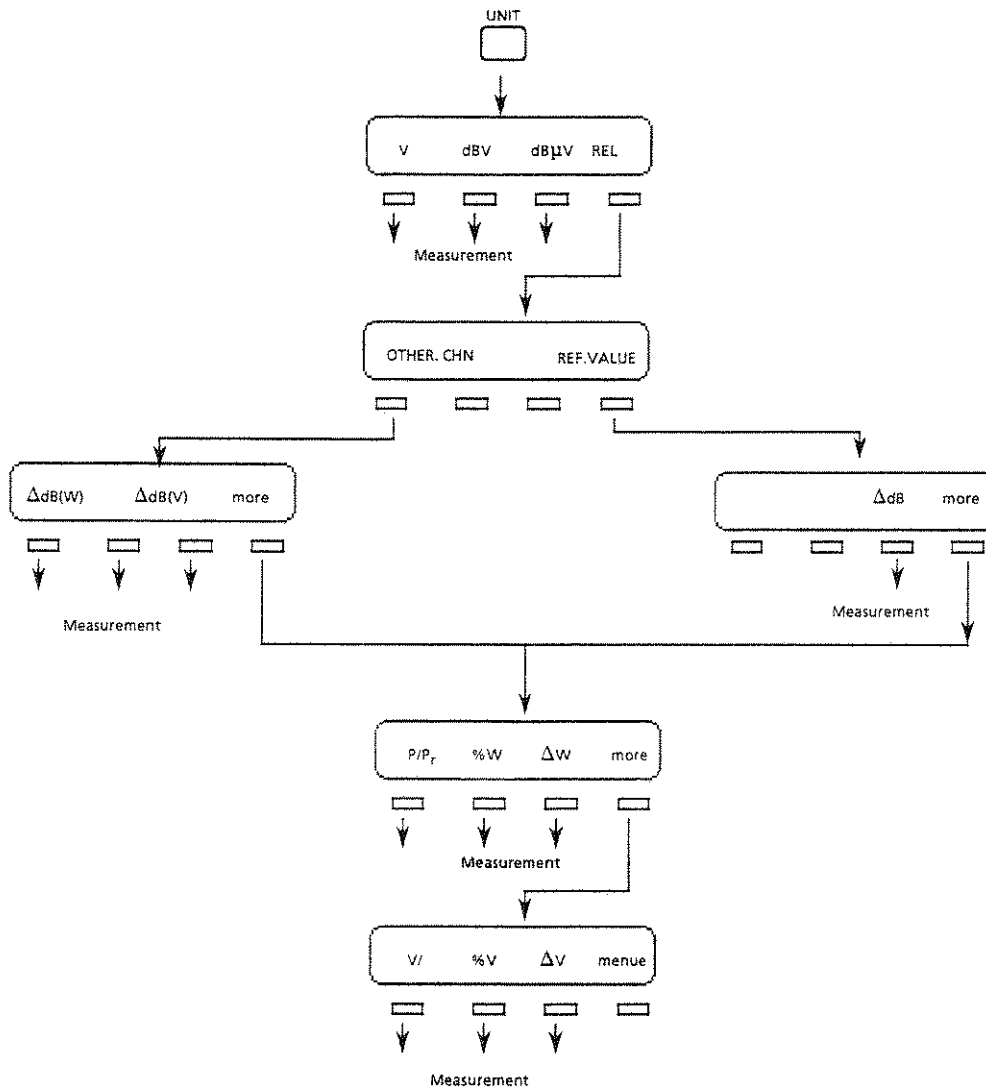 UNIT
V dBV dBµV REL
Measurement
OTHER. CHN REF.VALUE
ΔdB(W) ΔdB(V) more
ΔdB more
Measurement
Measurement
P/Pr %W ΔW more
Measurement
V/ %V ΔV menue
Measurement